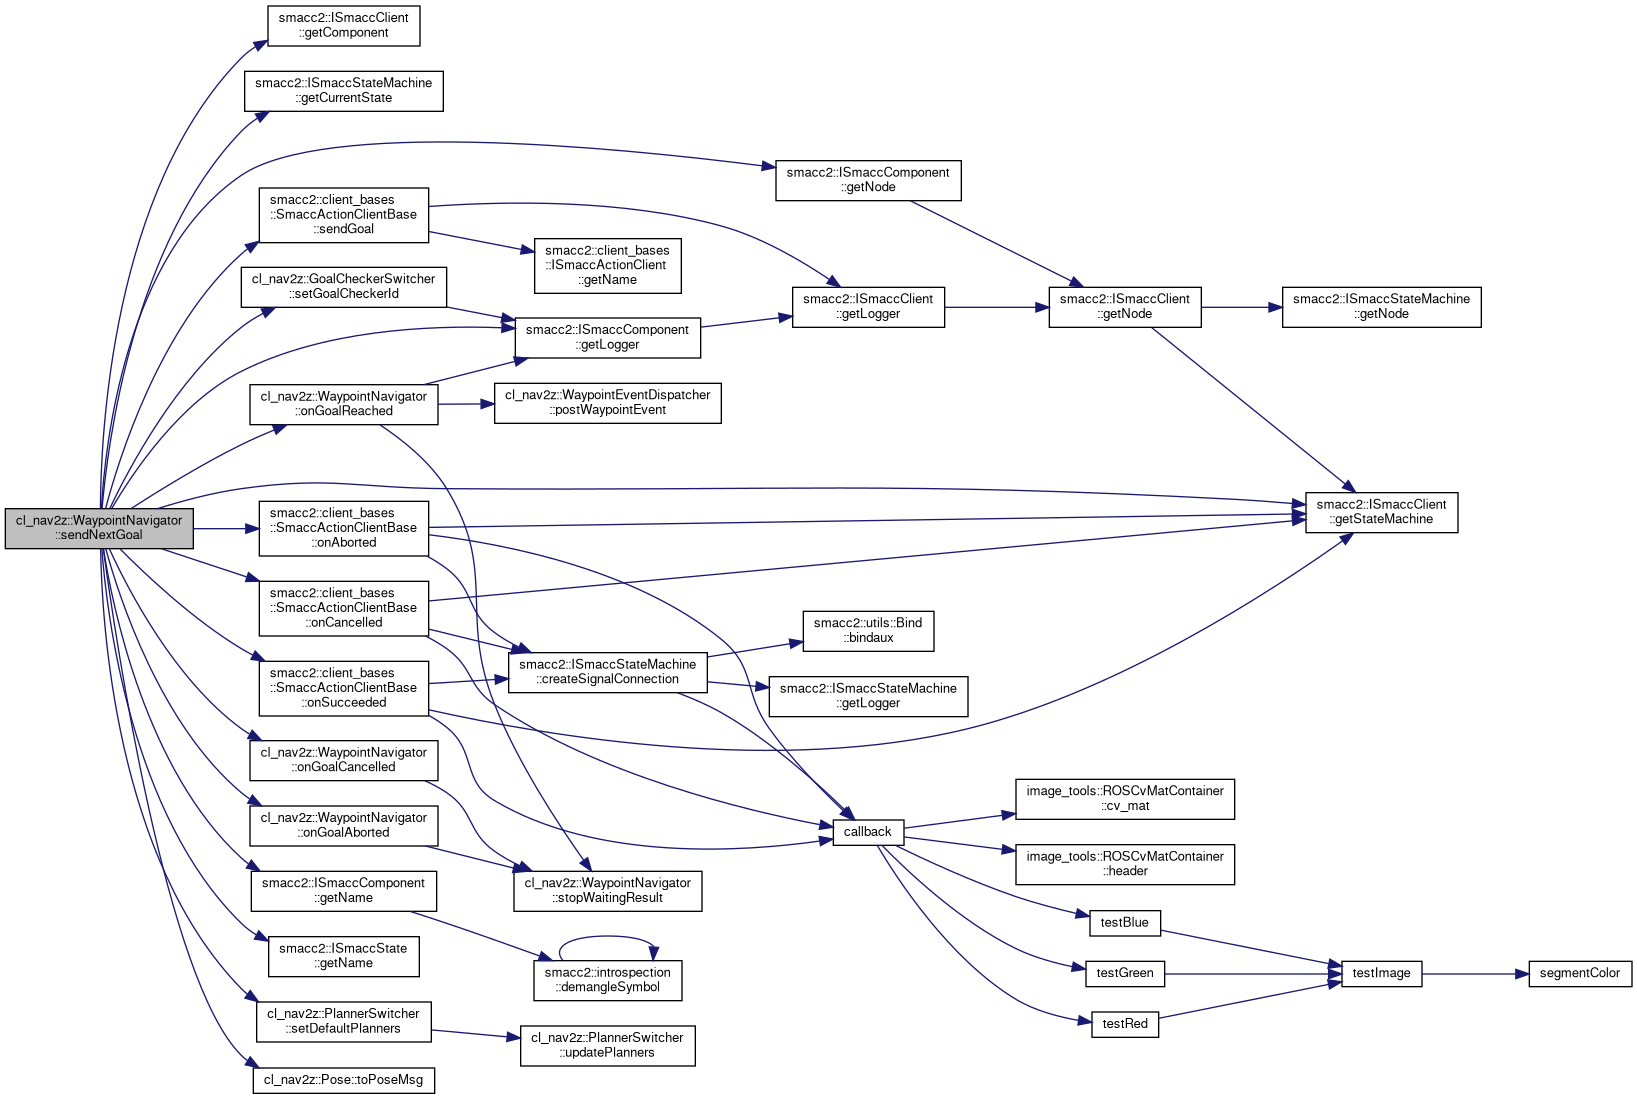 smacc2::ISmaccClient
::getComponent
smacc2::ISmaccStateMachine
::getCurrentState
smacc2::ISmaccComponent
::getNode
smacc2::client_bases
::SmaccActionClientBase
::sendGoal
smacc2::client_bases
::ISmaccActionClient
::getName
cl_nav2z::GoalCheckerSwitcher
::setGoalCheckerId
smacc2::ISmaccClient
::getLogger
smacc2::ISmaccClient
::getNode
smacc2::ISmaccStateMachine
::getNode
smacc2::ISmaccComponent
::getLogger
cl_nav2z::WaypointNavigator
::onGoalReached
cl_nav2z::WaypointEventDispatcher
::postWaypointEvent
cl_nav2z::WaypointNavigator
::sendNextGoal
smacc2::client_bases
::SmaccActionClientBase
::onAborted
smacc2::ISmaccClient
::getStateMachine
smacc2::client_bases
::SmaccActionClientBase
::onCancelled
smacc2::utils::Bind
::bindaux
smacc2::client_bases
::SmaccActionClientBase
::onSucceeded
smacc2::ISmaccStateMachine
::createSignalConnection
smacc2::ISmaccStateMachine
::getLogger
cl_nav2z::WaypointNavigator
::onGoalCancelled
cl_nav2z::WaypointNavigator
::onGoalAborted
callback
image_tools::ROSCvMatContainer
::cv_mat
image_tools::ROSCvMatContainer
::header
smacc2::ISmaccComponent
::getName
cl_nav2z::WaypointNavigator
::stopWaitingResult
testBlue
smacc2::ISmaccState
::getName
smacc2::introspection
::demangleSymbol
testGreen
testImage
segmentColor
cl_nav2z::PlannerSwitcher
::setDefaultPlanners
cl_nav2z::PlannerSwitcher
::updatePlanners
testRed
cl_nav2z::Pose::toPoseMsg